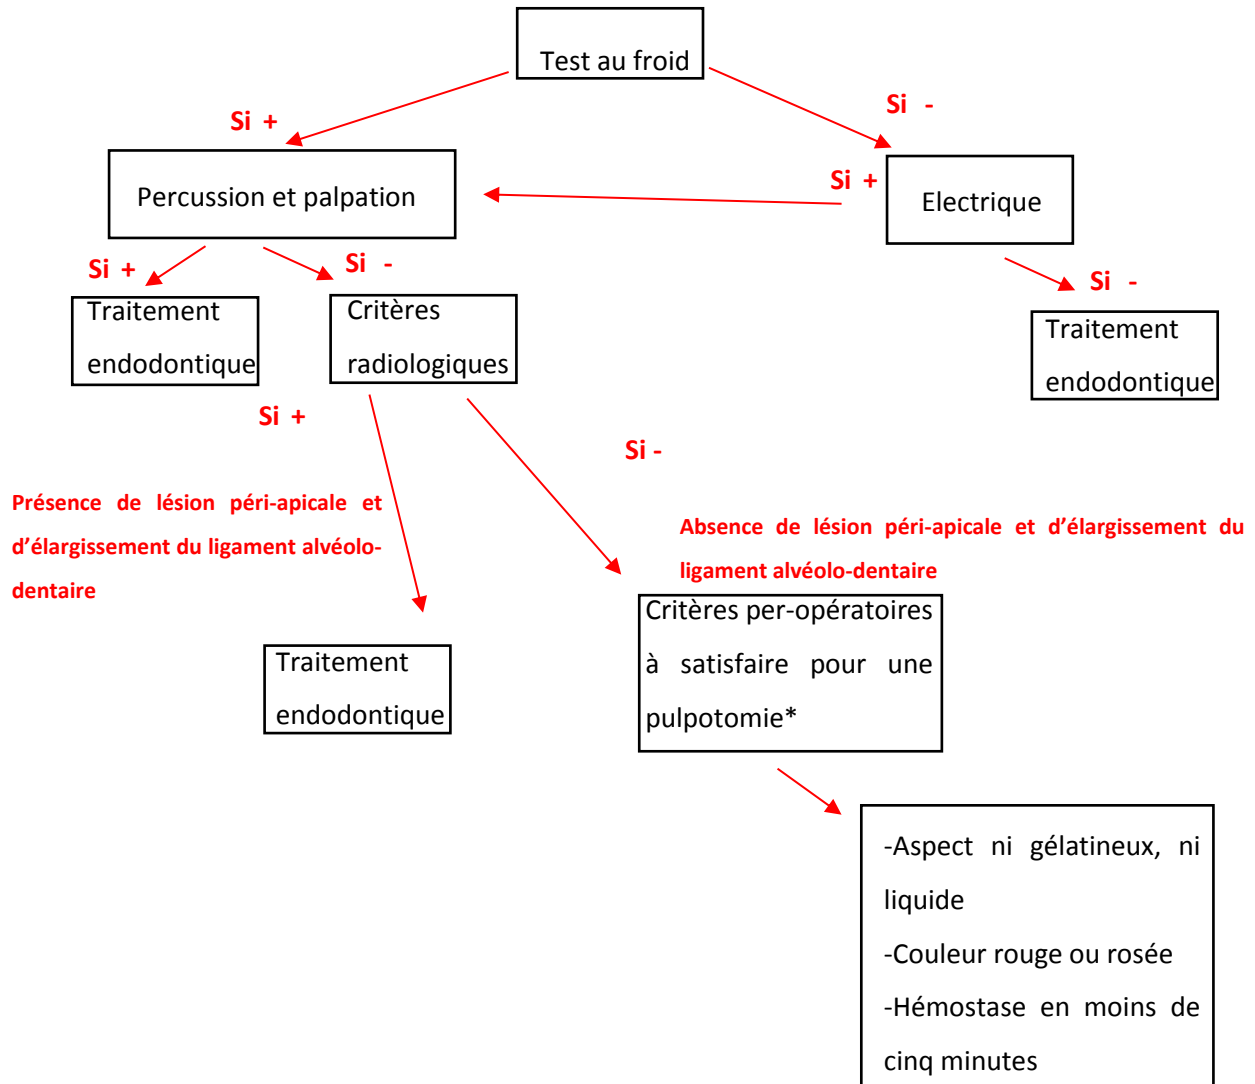 Test au froid
Si +
Si -
Percussion et palpation
Si +
Electrique
Si +
Si -
Si -
Traitement
endodontique
Critères
radiologiques
Traitement
endodontique
Si +
Si -
Présence de lésion péri-apicale et
d'élargissement du ligament alvéolo-
dentaire
Absence de lésion péri-apicale et d'élargissement du
ligament alvéolo-dentaire
Traitement
endodontique
Critères per-opératoires
à satisfaire pour une
pulpotomie*
-Aspect ni gélatineux, ni
liquide
-Couleur rouge ou rosée
-Hémostase en moins de
cinq minutes